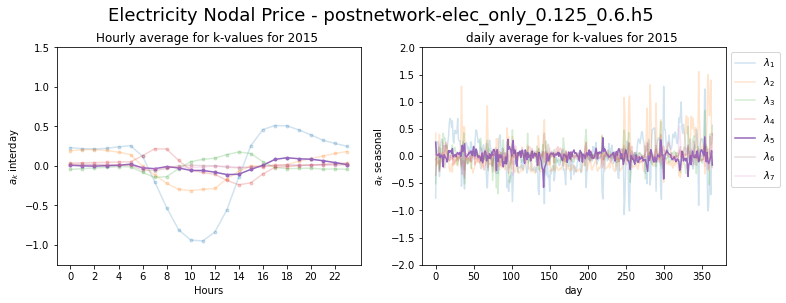 Electricity Nodal Price - postnetwork-elec_only_0.125_0.6.h5
Hourly average for k-values for 2015
a_k interday
1.5
1.0
0.5
0.0
−0.5
−1.0
0 2 4 6 8 10 12 14 16 18 20 22
Hours
daily average for k-values for 2015
a_k seasonal
2.0
1.5
1.0
0.5
0.0
−0.5
−1.0
−1.5
−2.0
0 50 100 150 200 250 300 350
day
λ₁
λ₂
λ₃
λ₄
λ₅
λ₆
λ₇